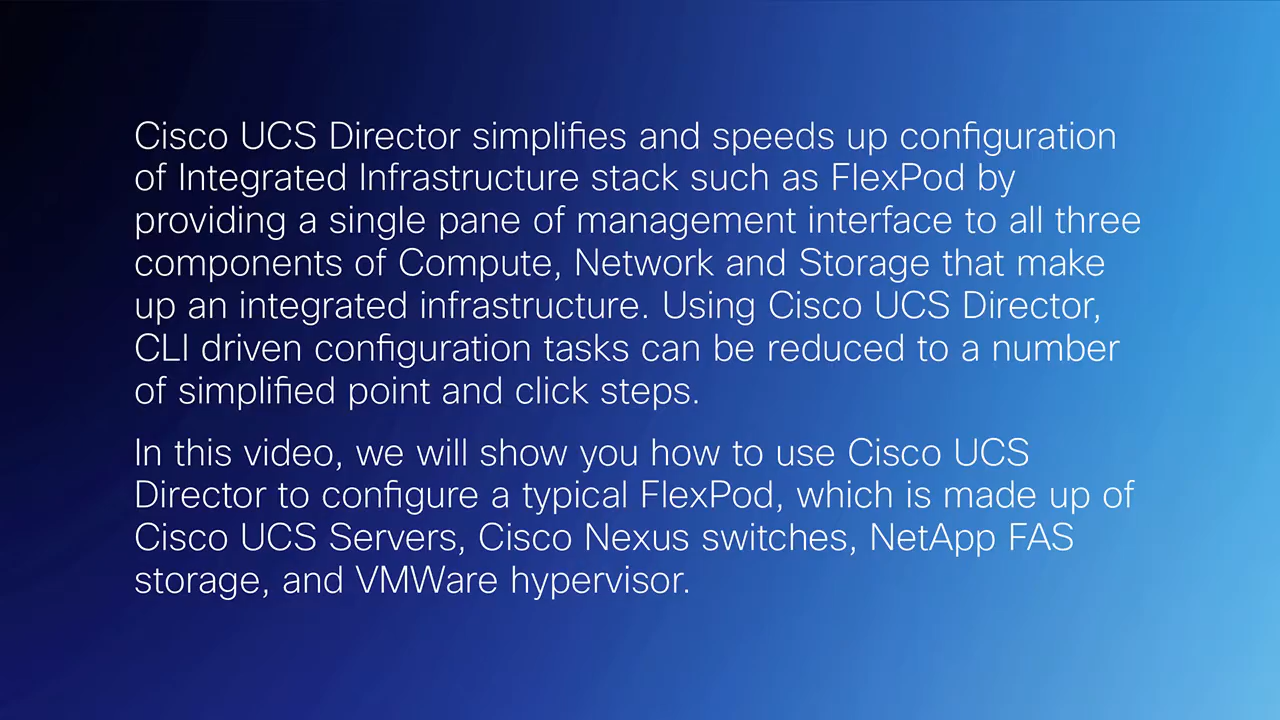 Cisco UCS Director simplifies and speeds up configuration
of Integrated Infrastructure stack such as FlexPod by
providing a single pane of management interface to all three
components of Compute, Network and Storage that make
up an integrated infrastructure. Using Cisco UCS Director,
CLI driven configuration tasks can be reduced to a number
of simplified point and click steps.
In this video, we will show you how to use Cisco UCS
Director to configure a typical FlexPod, which is made up of
Cisco UCS Servers, Cisco Nexus switches, NetApp FAS
storage, and VMWare hypervisor.